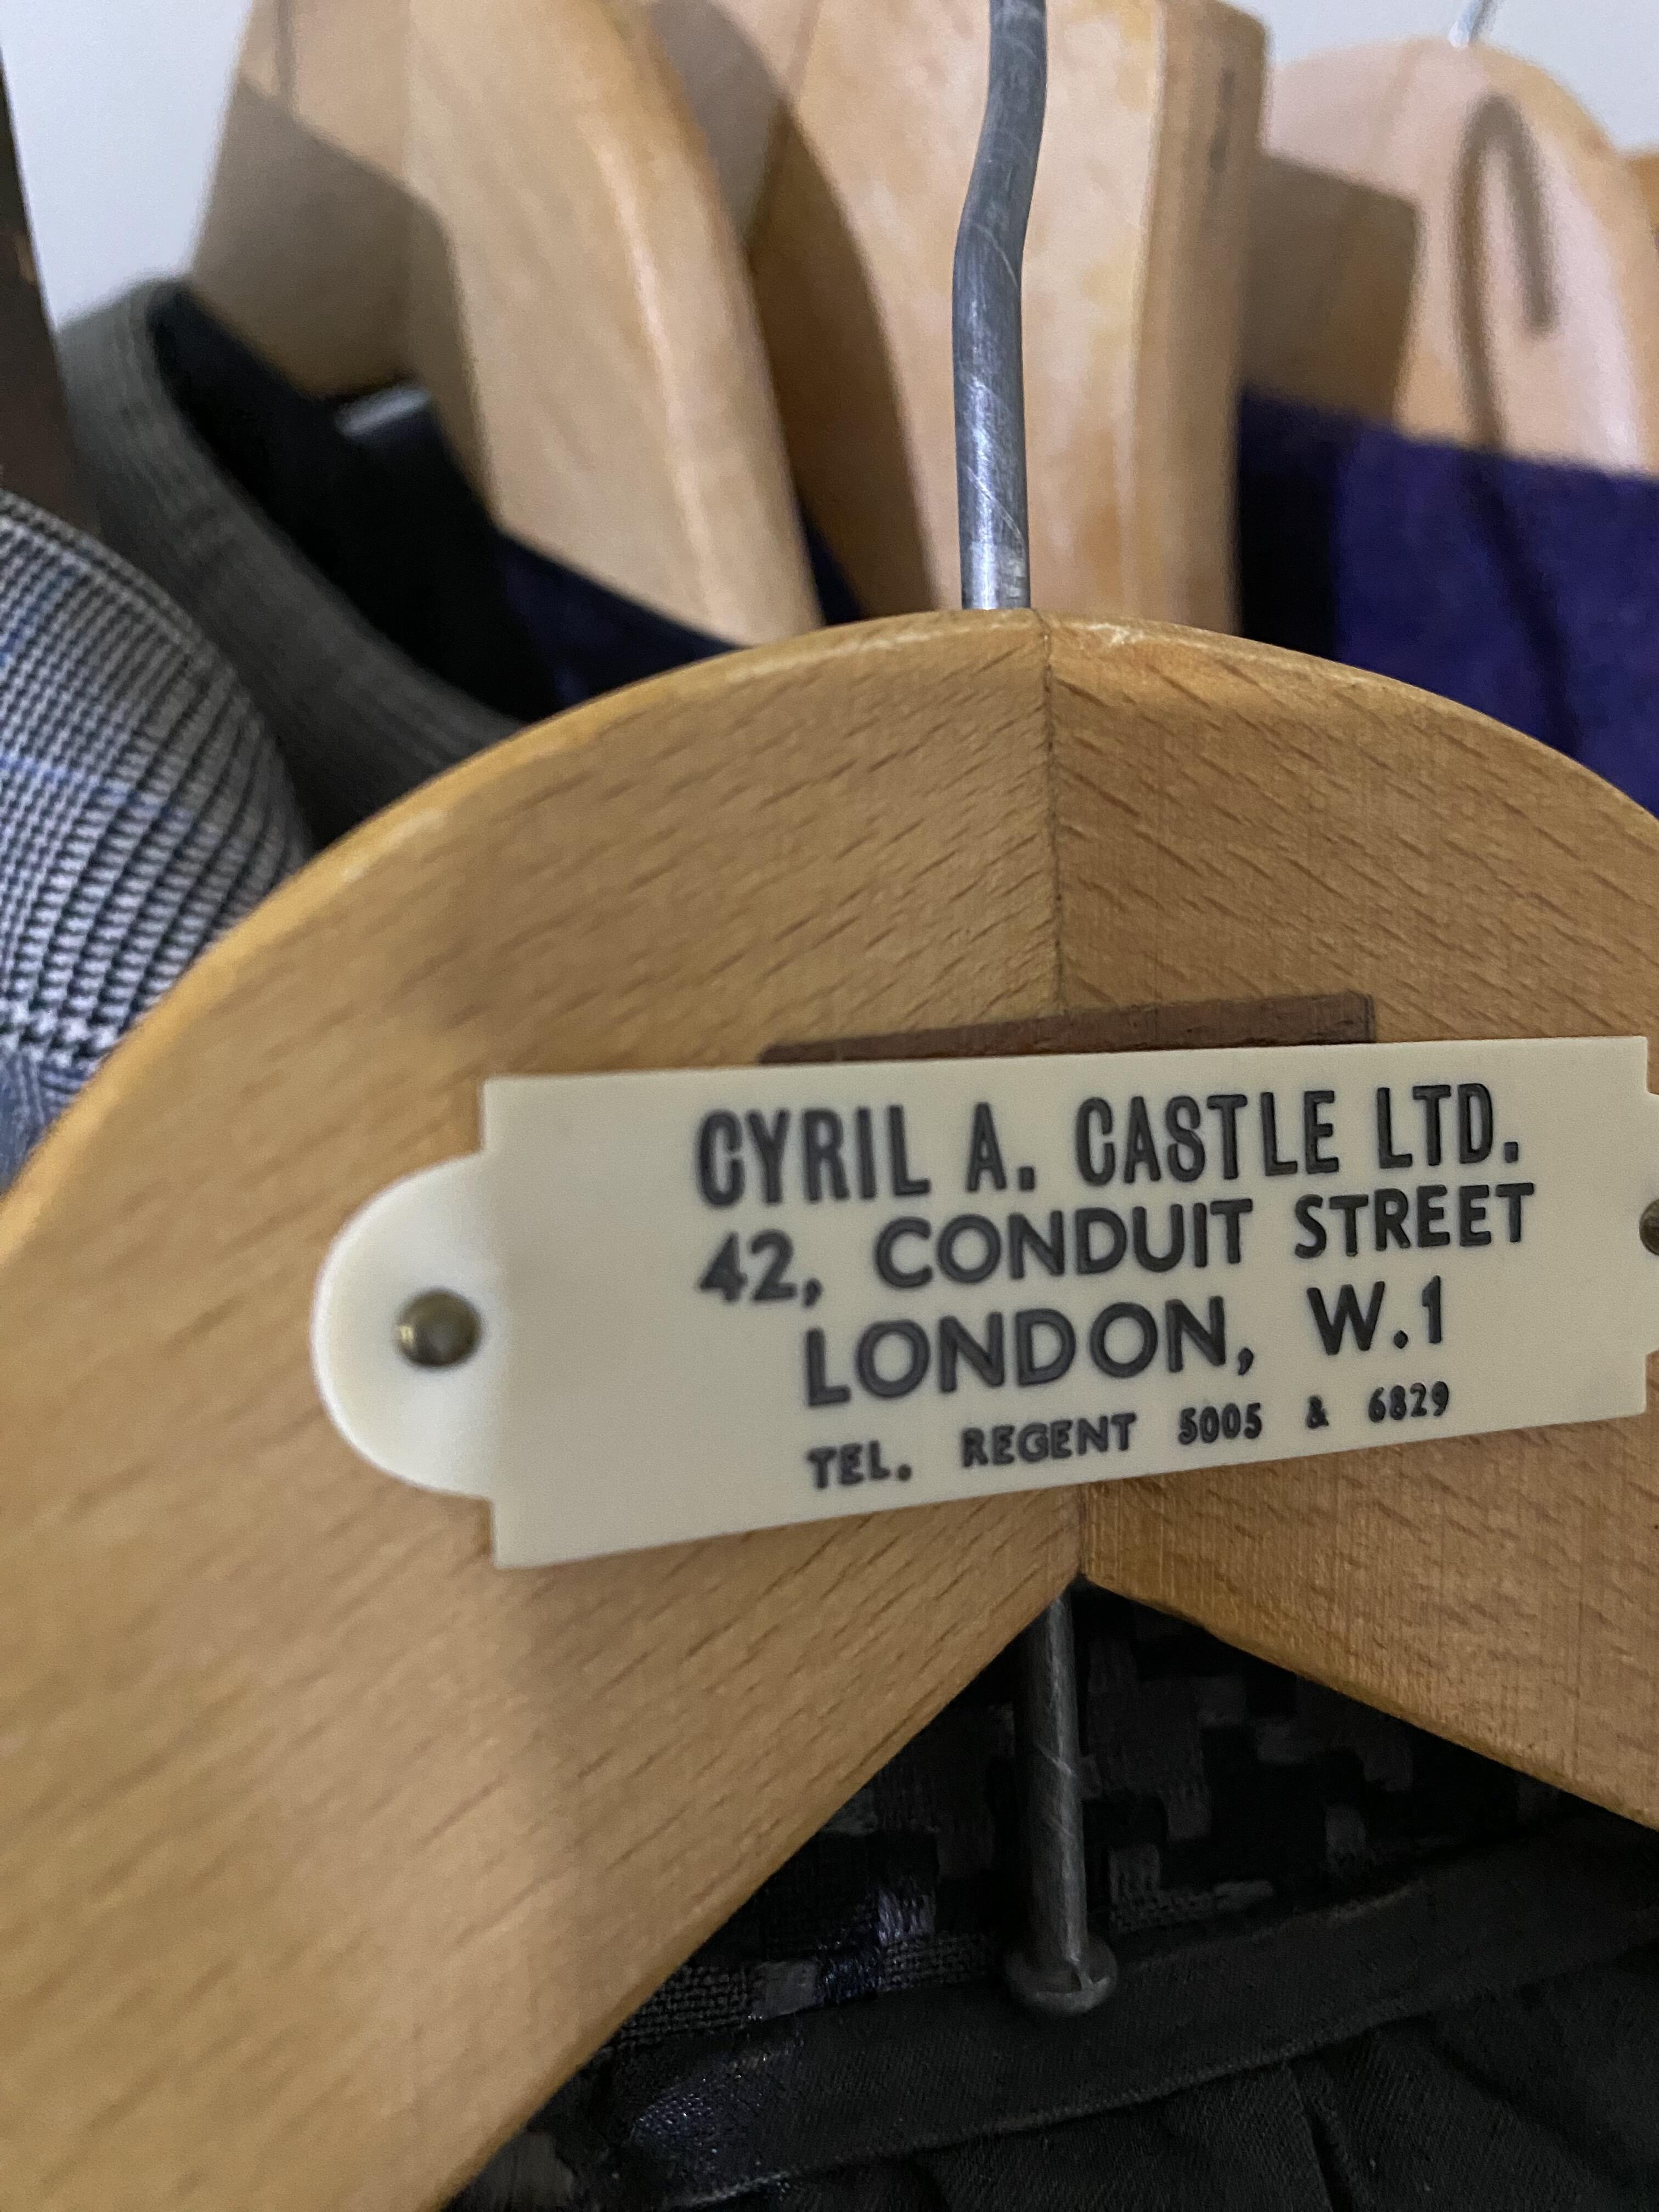 CYRIL A. CASTLE LTD.
42, CONDUIT STREET
LONDON, W.1
TEL. REGENT 5005 & 6829